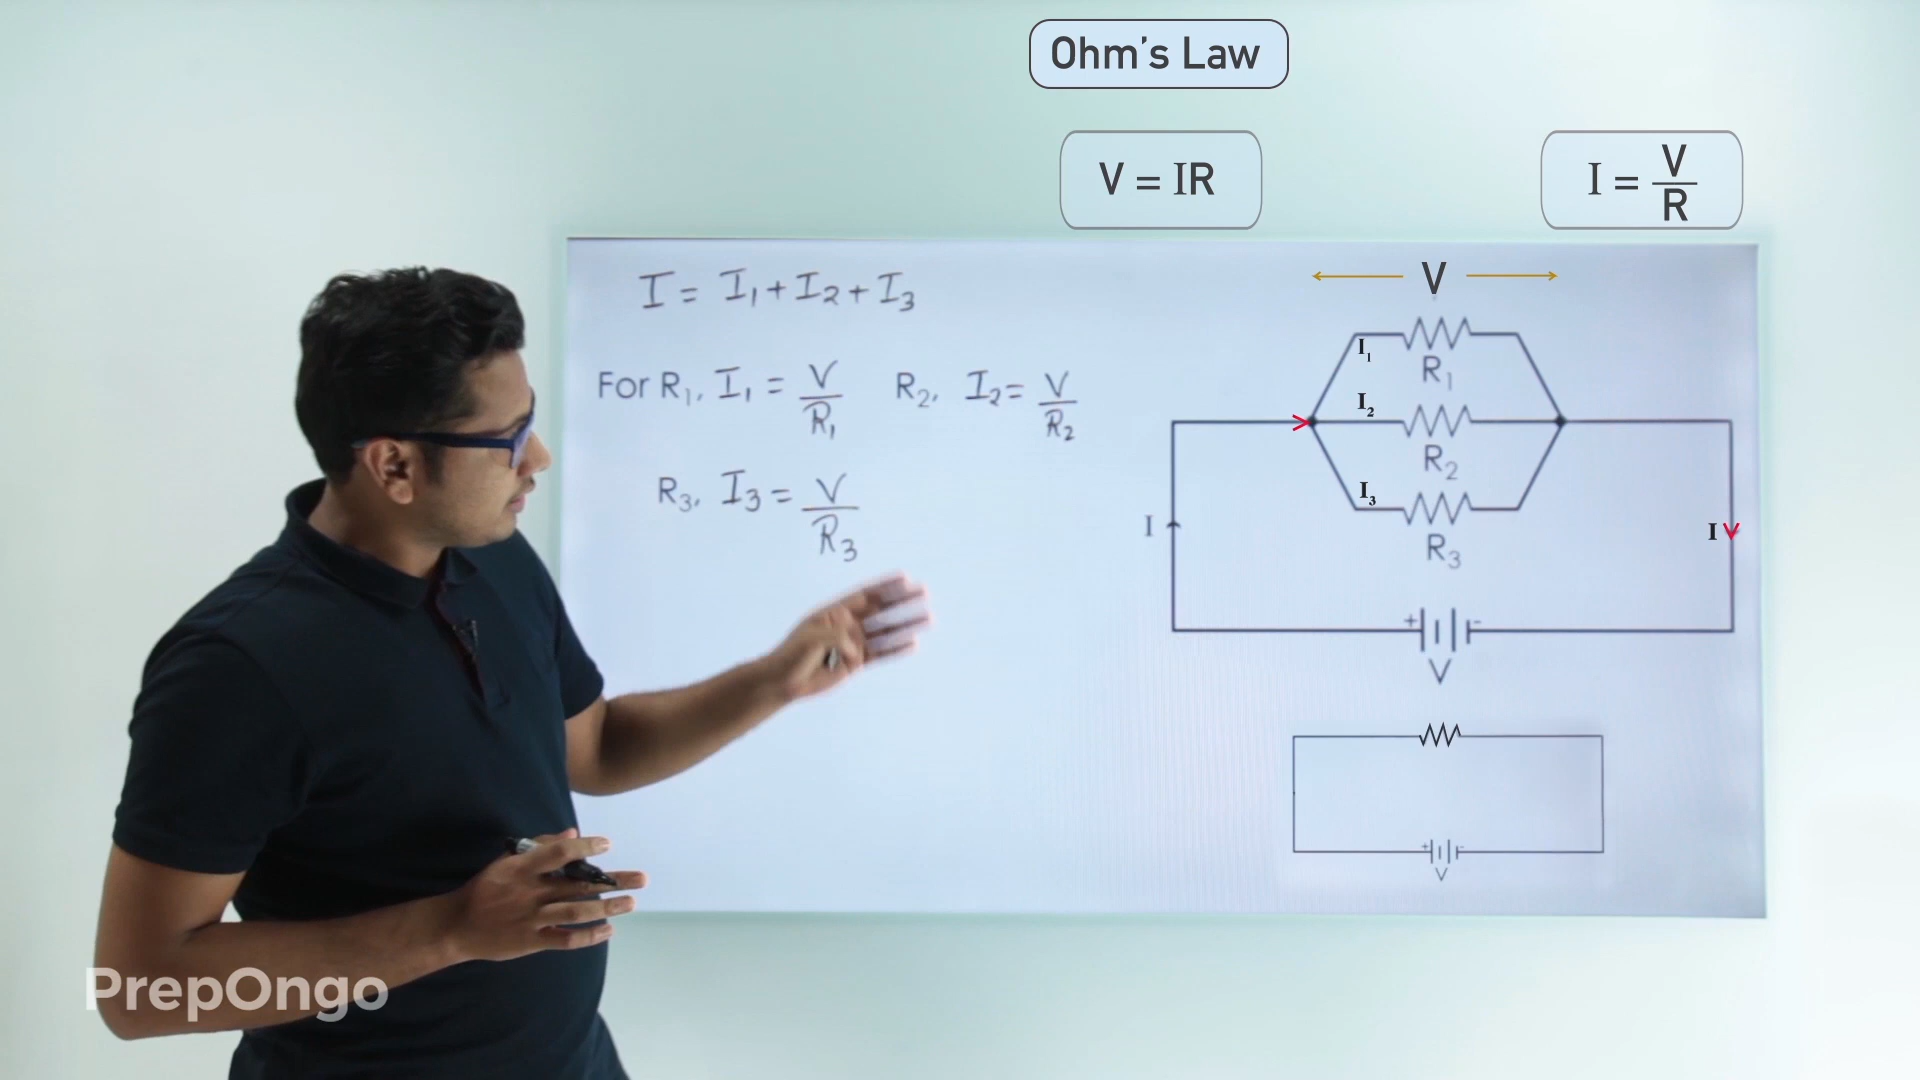 Ohm's Law
V = IR
I = V/R
I = I₁ + I₂ + I₃
For R₁, I₁ = V/R₁
R₂, I₂ = V/R₂
R₃, I₃ = V/R₃
V
I₁
R₁
I₂
R₂
I₃
R₃
I
I
+ -
V
+ -
V
PrepOngo